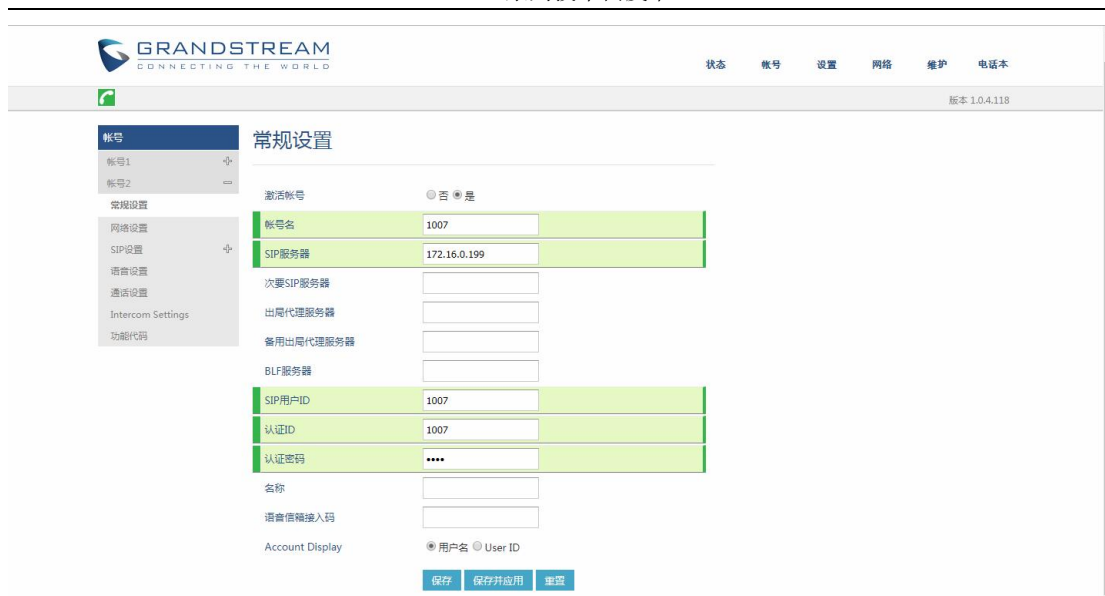 GRANDSTREAM
CONNECTING THE WORLD
状态 帐号 设置 网络 维护 电话本
版本 1.0.4.118
帐号
帐号1
帐号2
常规设置
网络设置
SIP设置
语音设置
通话设置
Intercom Settings
功能代码
常规设置
激活帐号 否 是
帐号名 1007
SIP服务器 172.16.0.199
次要SIP服务器
出局代理服务器
备用出局代理服务器
BLF服务器
SIP用户ID 1007
认证ID 1007
认证密码 ••••
名称
语音信箱接入码
Account Display 用户名 User ID
保存 保存并应用 重置